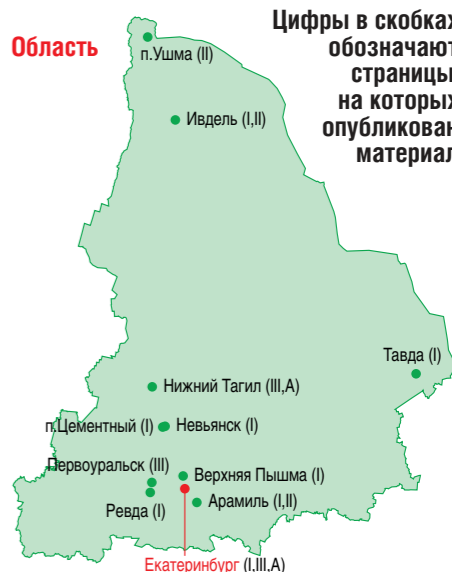 Область
Цифры в скобках
обозначают
страницы,
на которых
опубликован
материал
п.Ушма (II)
Ивдель (I,II)
Тавда (I)
Нижний Тагил (III,А)
п.Цементный (I)
Невьянск (I)
Первоуральск (III)
Верхняя Пышма (I)
Ревда (I)
Арамиль (I,II)
Екатеринбург (I,III,А)